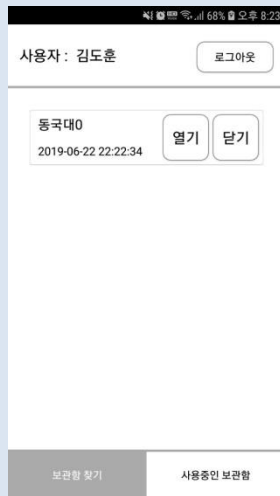 68% 오후 8:23
사용자 : 김도훈
로그아웃
동국대0
2019-06-22 22:22:34
열기
닫기
보관함 찾기
사용중인 보관함